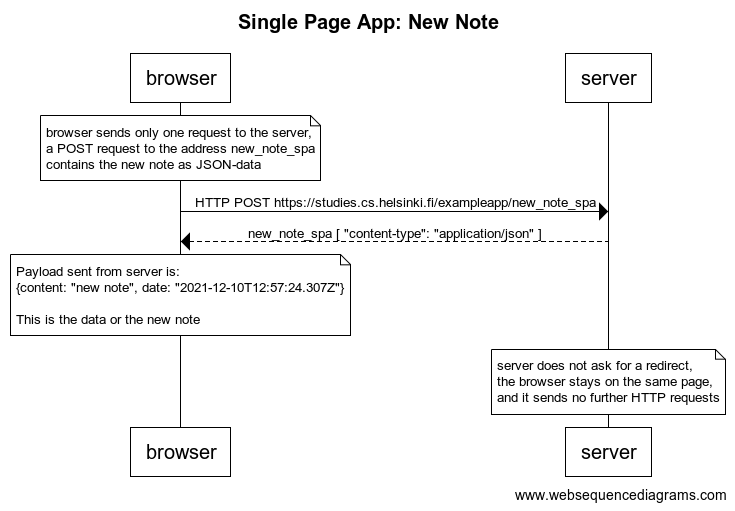 Single Page App: New Note
browser
server
browser sends only one request to the server,
a POST request to the address new_note_spa
contains the new note as JSON-data
HTTP POST https://studies.cs.helsinki.fi/exampleapp/new_note_spa
new_note_spa [ "content-type": "application/json" ]
Payload sent from server is:
{content: "new note", date: "2021-12-10T12:57:24.307Z"}
This is the data or the new note
server does not ask for a redirect,
the browser stays on the same page,
and it sends no further HTTP requests
browser
server
www.websequencediagrams.com